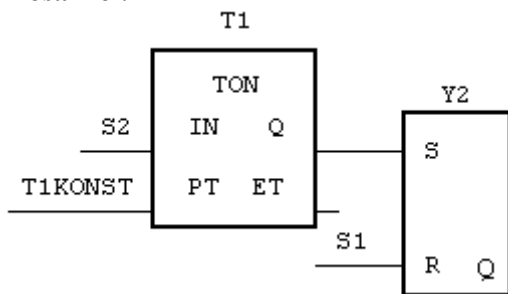 T1
TON
Y2
S2 IN Q
S
T1KONST PT ET
S1
R Q